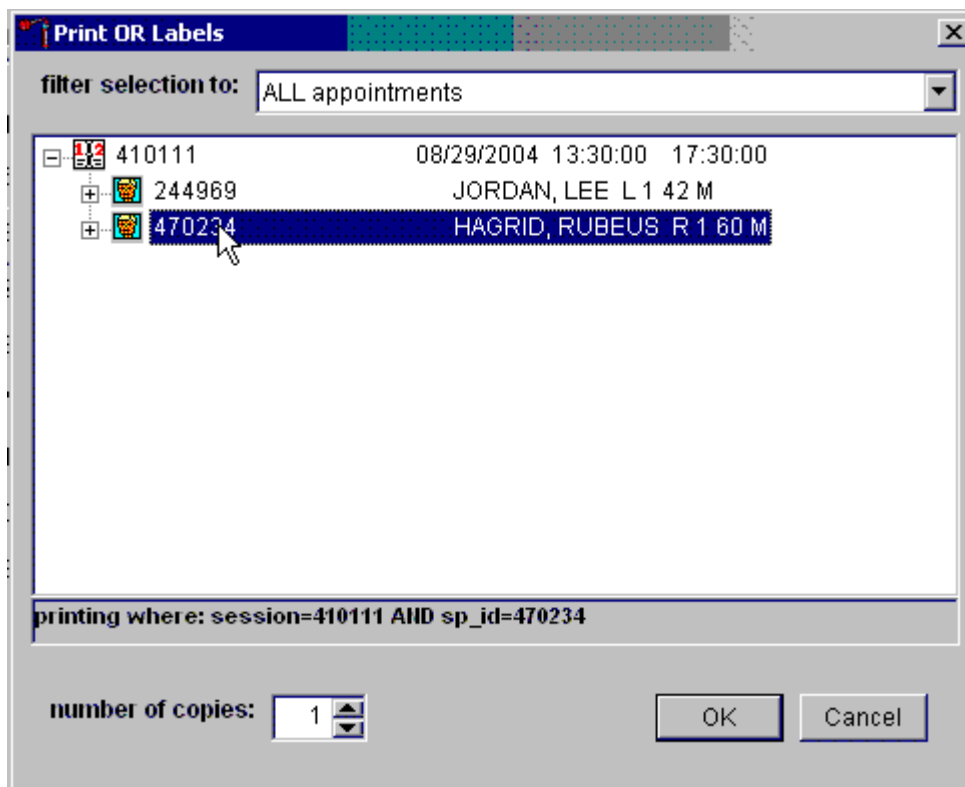 Print OR Labels
filter selection to: ALL appointments
410111 08/29/2004 13:30:00 17:30:00
244969 JORDAN, LEE L 1 42 M
470234 HAGRID, RUBEUS R 1 60 M
printing where: session=410111 AND sp_id=470234
number of copies: 1 OK Cancel